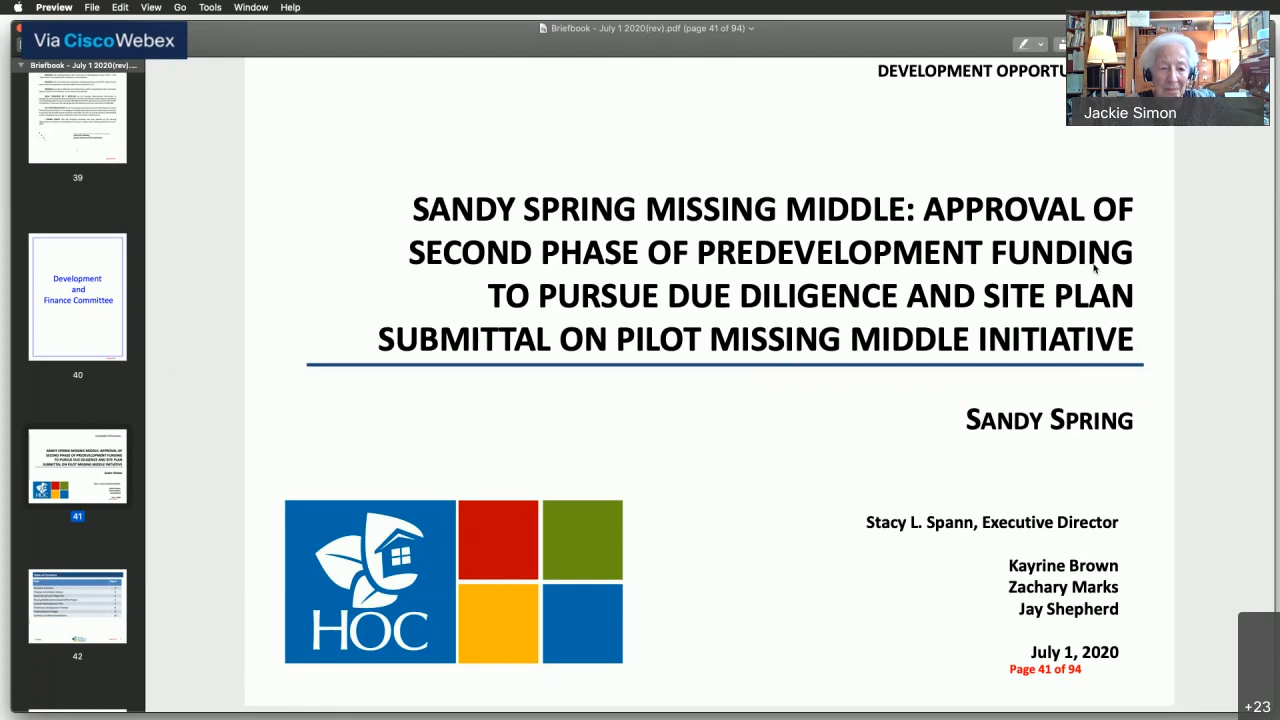 Preview File Edit View Go Tools Window Help
Via CiscoWebex
Briefbook - July 1 2020(rev).pdf (page 41 of 94)
Briefbook - July 1 2020(rev)....
39
Development
and
Finance Committee
40
41
Table of Contents
42
DEVELOPMENT OPPORTU
Jackie Simon
SANDY SPRING MISSING MIDDLE: APPROVAL OF
SECOND PHASE OF PREDEVELOPMENT FUNDING
TO PURSUE DUE DILIGENCE AND SITE PLAN
SUBMITTAL ON PILOT MISSING MIDDLE INITIATIVE
SANDY SPRING
HOC
Stacy L. Spann, Executive Director
Kayrine Brown
Zachary Marks
Jay Shepherd
July 1, 2020
Page 41 of 94
+23